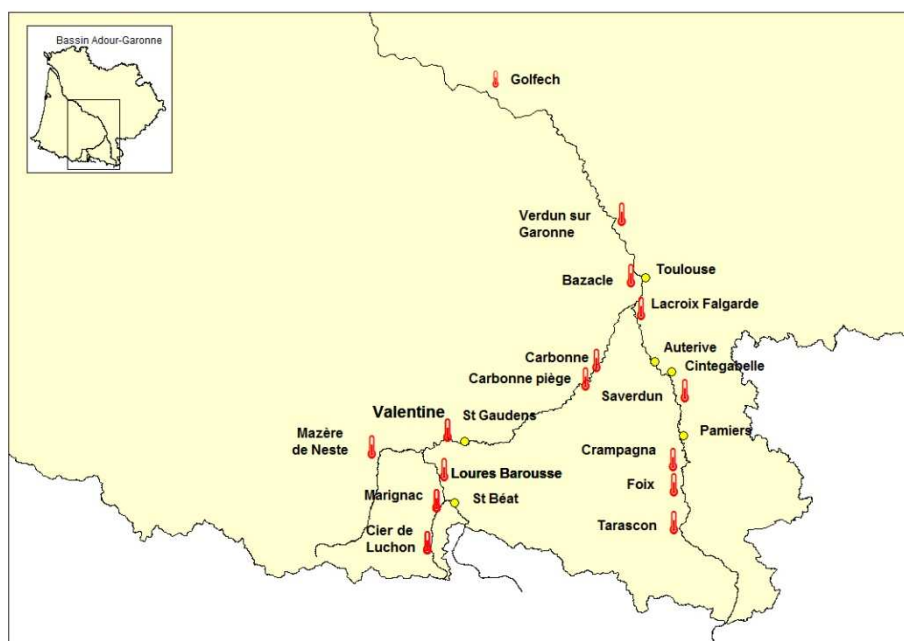 Bassin Adour-Garonne
Golfech
Verdun sur
Garonne
Bazacle
Toulouse
Lacroix Falgarde
Auterive
Carbonne
Cintegabelle
Carbonne piège
Saverdun
Valentine
St Gaudens
Pamiers
Mazère
de Neste
Crampagna
Loures Barousse
Foix
Marignac
St Béat
Tarascon
Cier de
Luchon